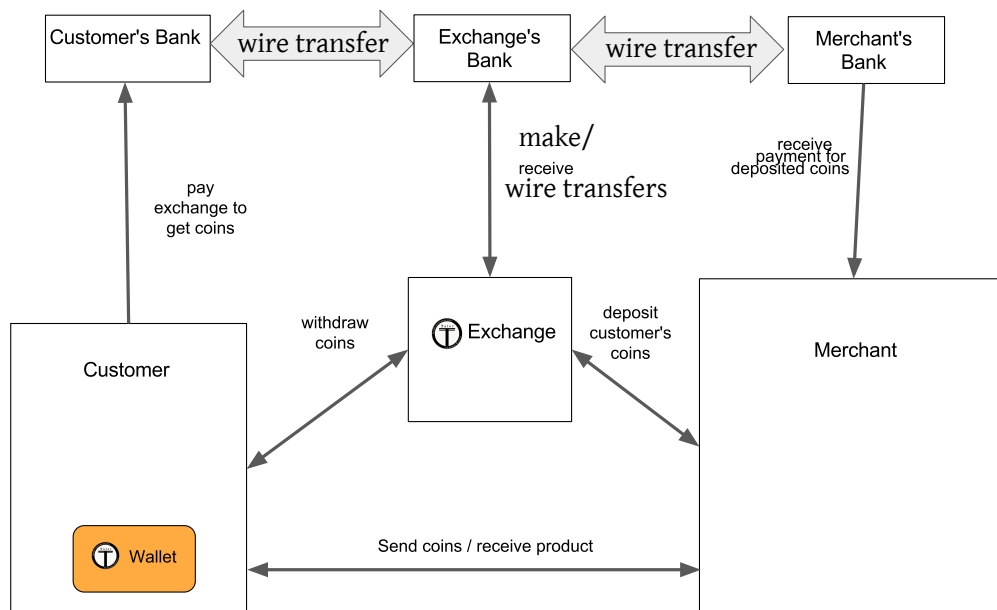 Customer's Bank
wire transfer
Exchange's
Bank
wire transfer
Merchant's
Bank
make/
receive
wire transfers
receive
payment for
deposited coins
pay
exchange to
get coins
withdraw
coins
Exchange
deposit
customer's
coins
Customer
Merchant
Wallet
Send coins / receive product